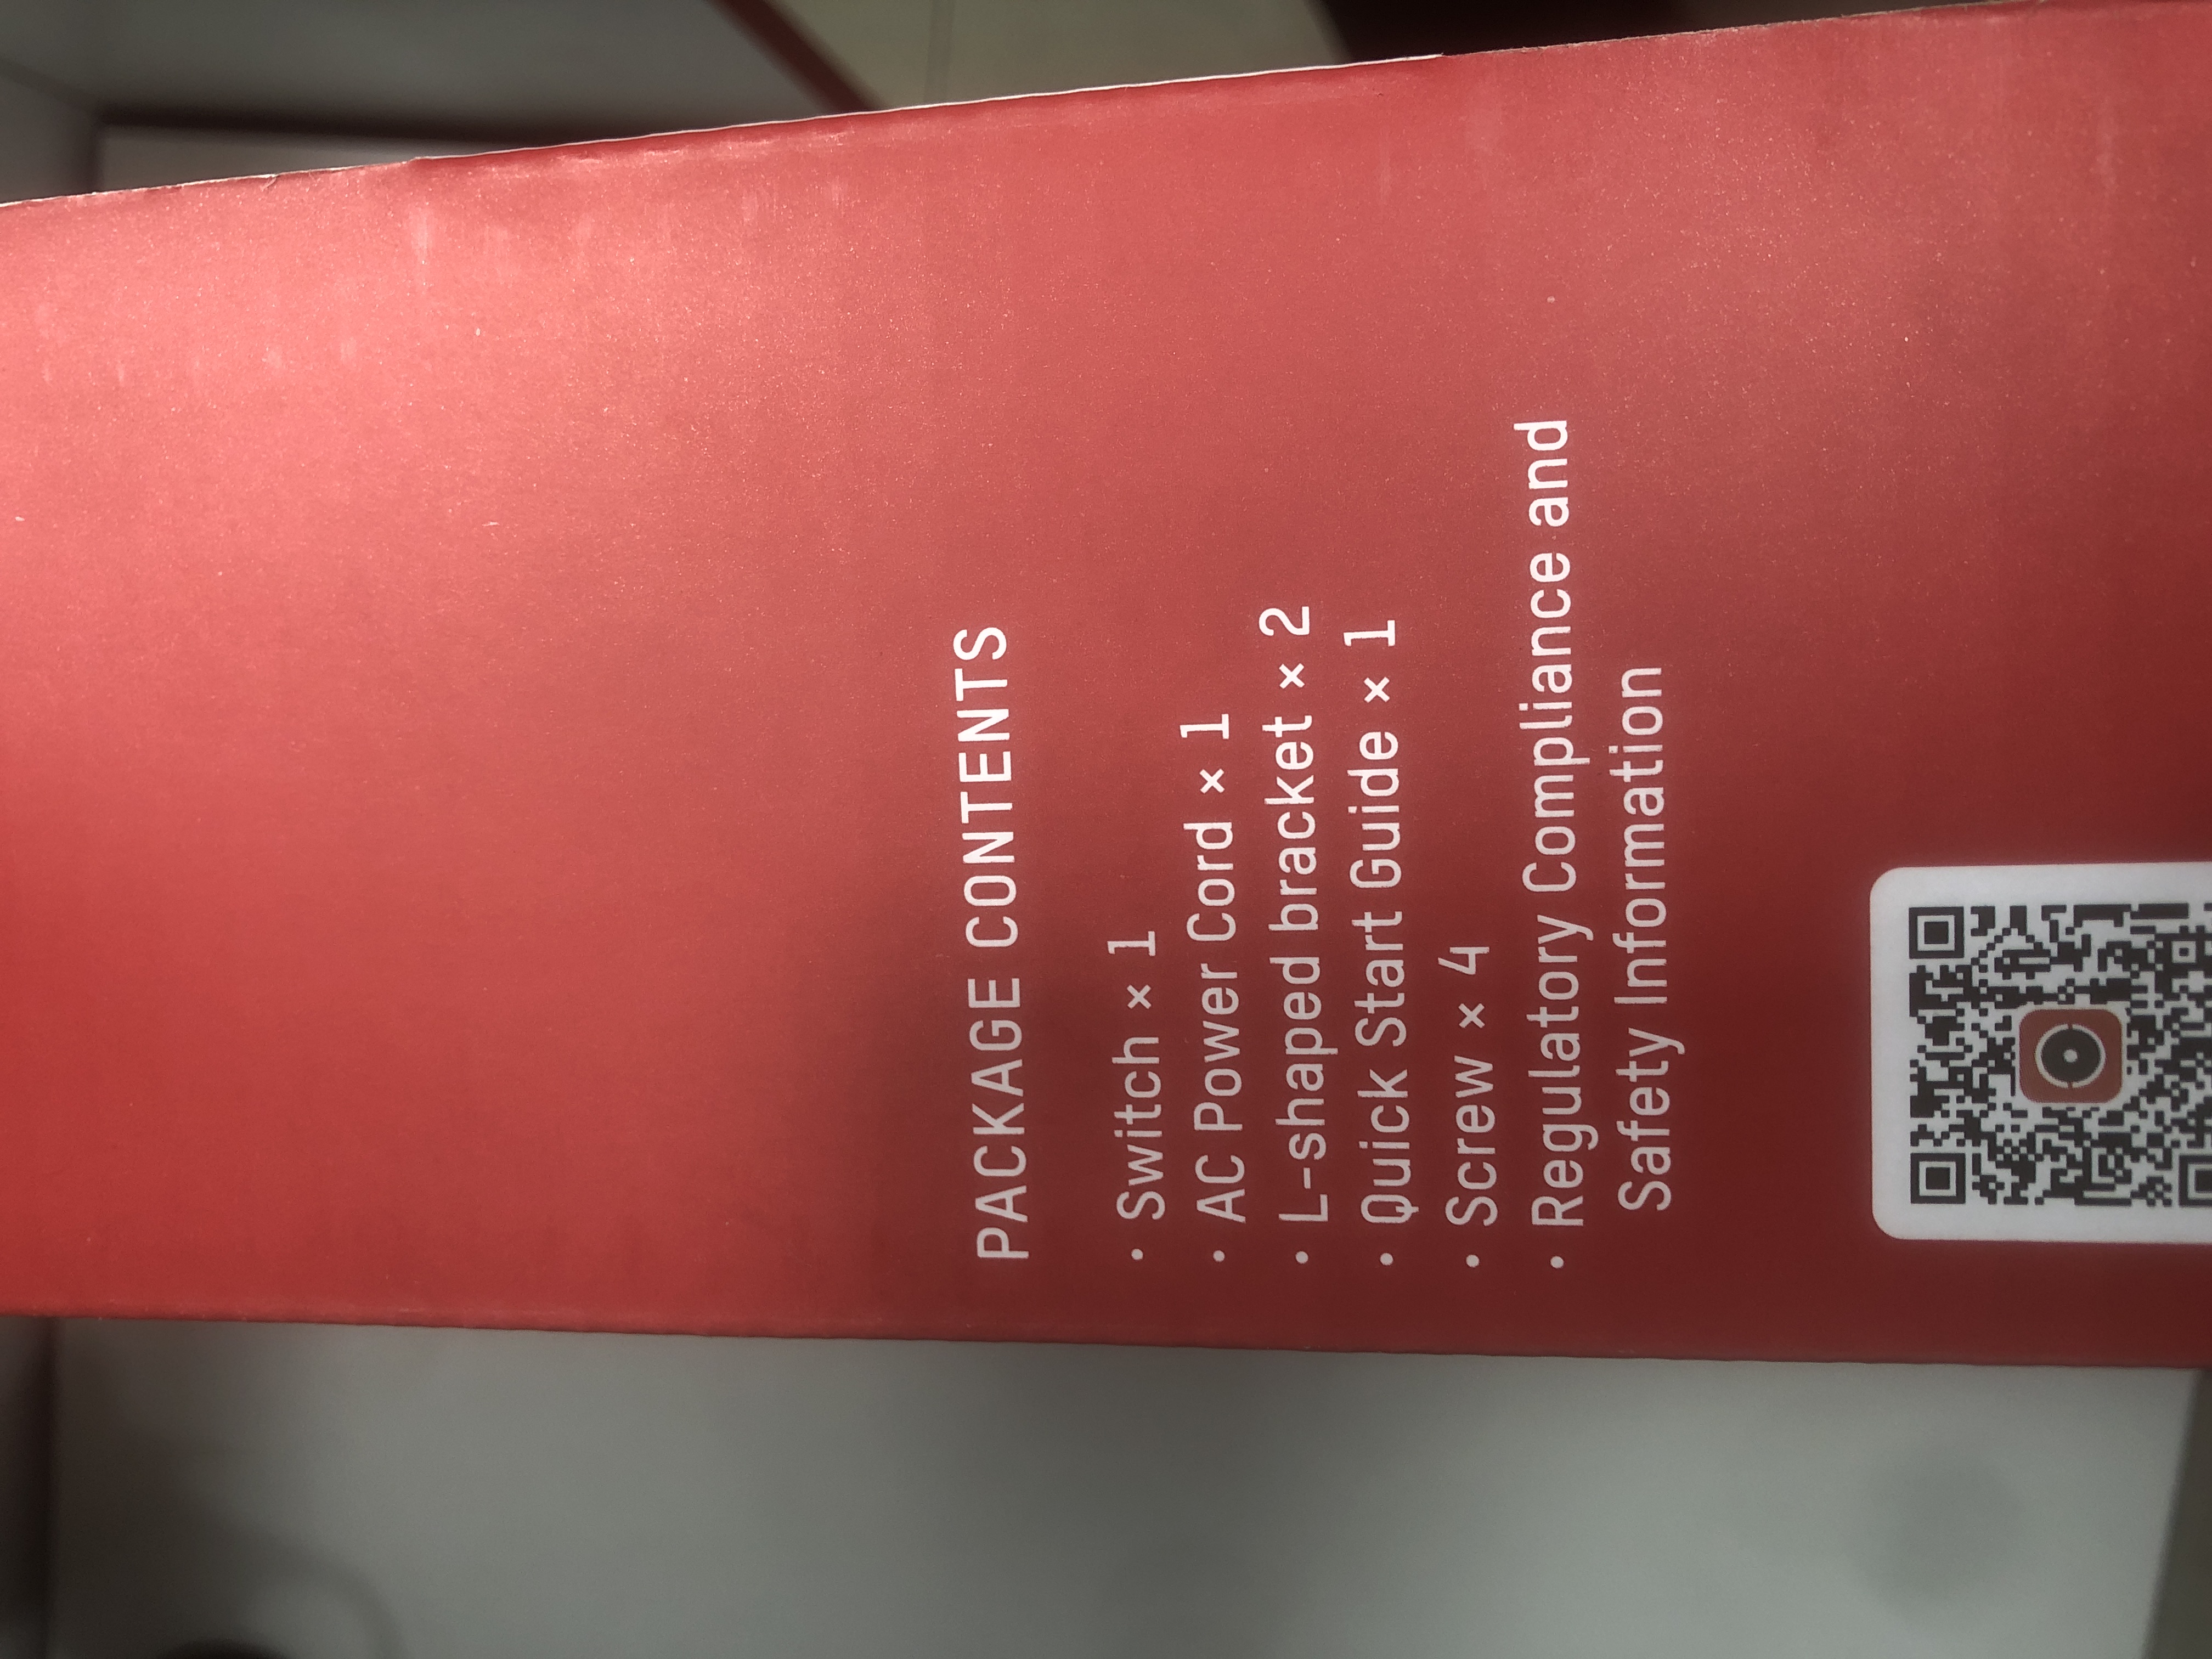 PACKAGE CONTENTS
• Switch × 1
• AC Power Cord × 1
• L-shaped bracket × 2
• Quick Start Guide × 1
• Screw × 4
• Regulatory Compliance and
Safety Information